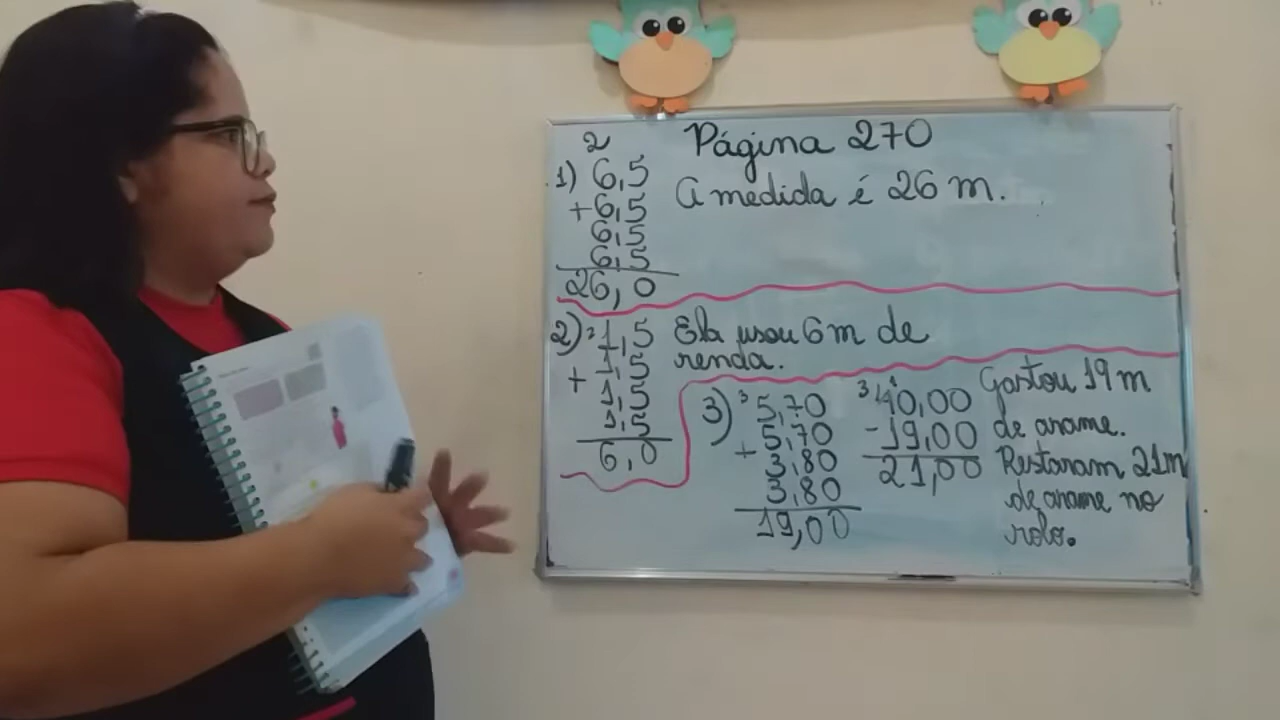 Página 270
2
1) 6,5
+6,5
6,5
6,5
26,0
A medida é 26 m.
2) ²1,5
+ 1,5
1,5
1,5
6,0
Ela usou 6m de
renda.
3) ³5,70
5,70
+ 3,80
3,80
19,00
³4¹0,00
-19,00
21,00
Gastou 19 m
de arame.
Restaram 21m
de arame no
rolo.